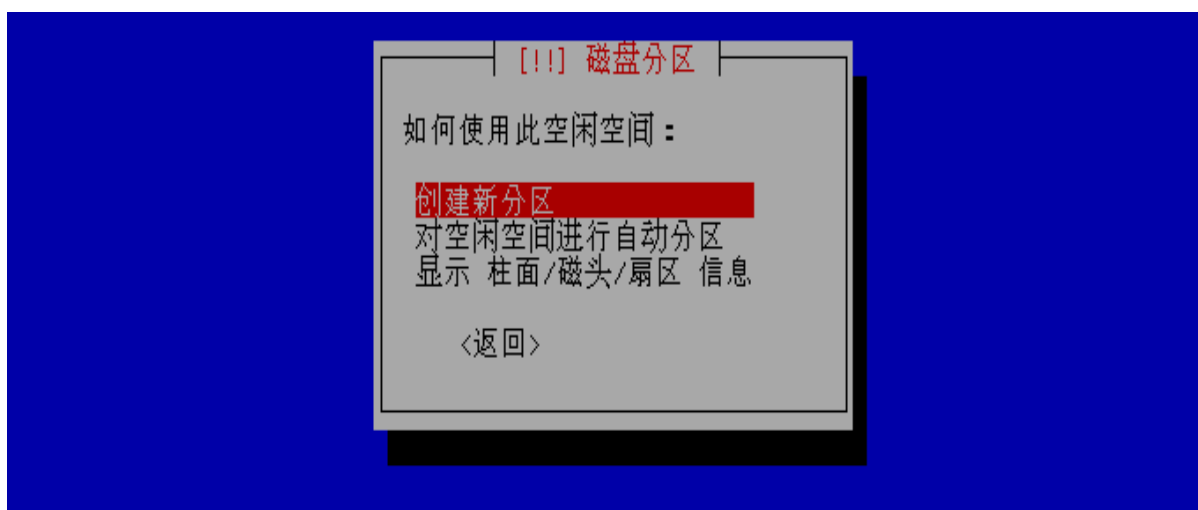 [!!] 磁盘分区
如何使用此空闲空间：
创建新分区
对空闲空间进行自动分区
显示 柱面/磁头/扇区 信息
<返回>